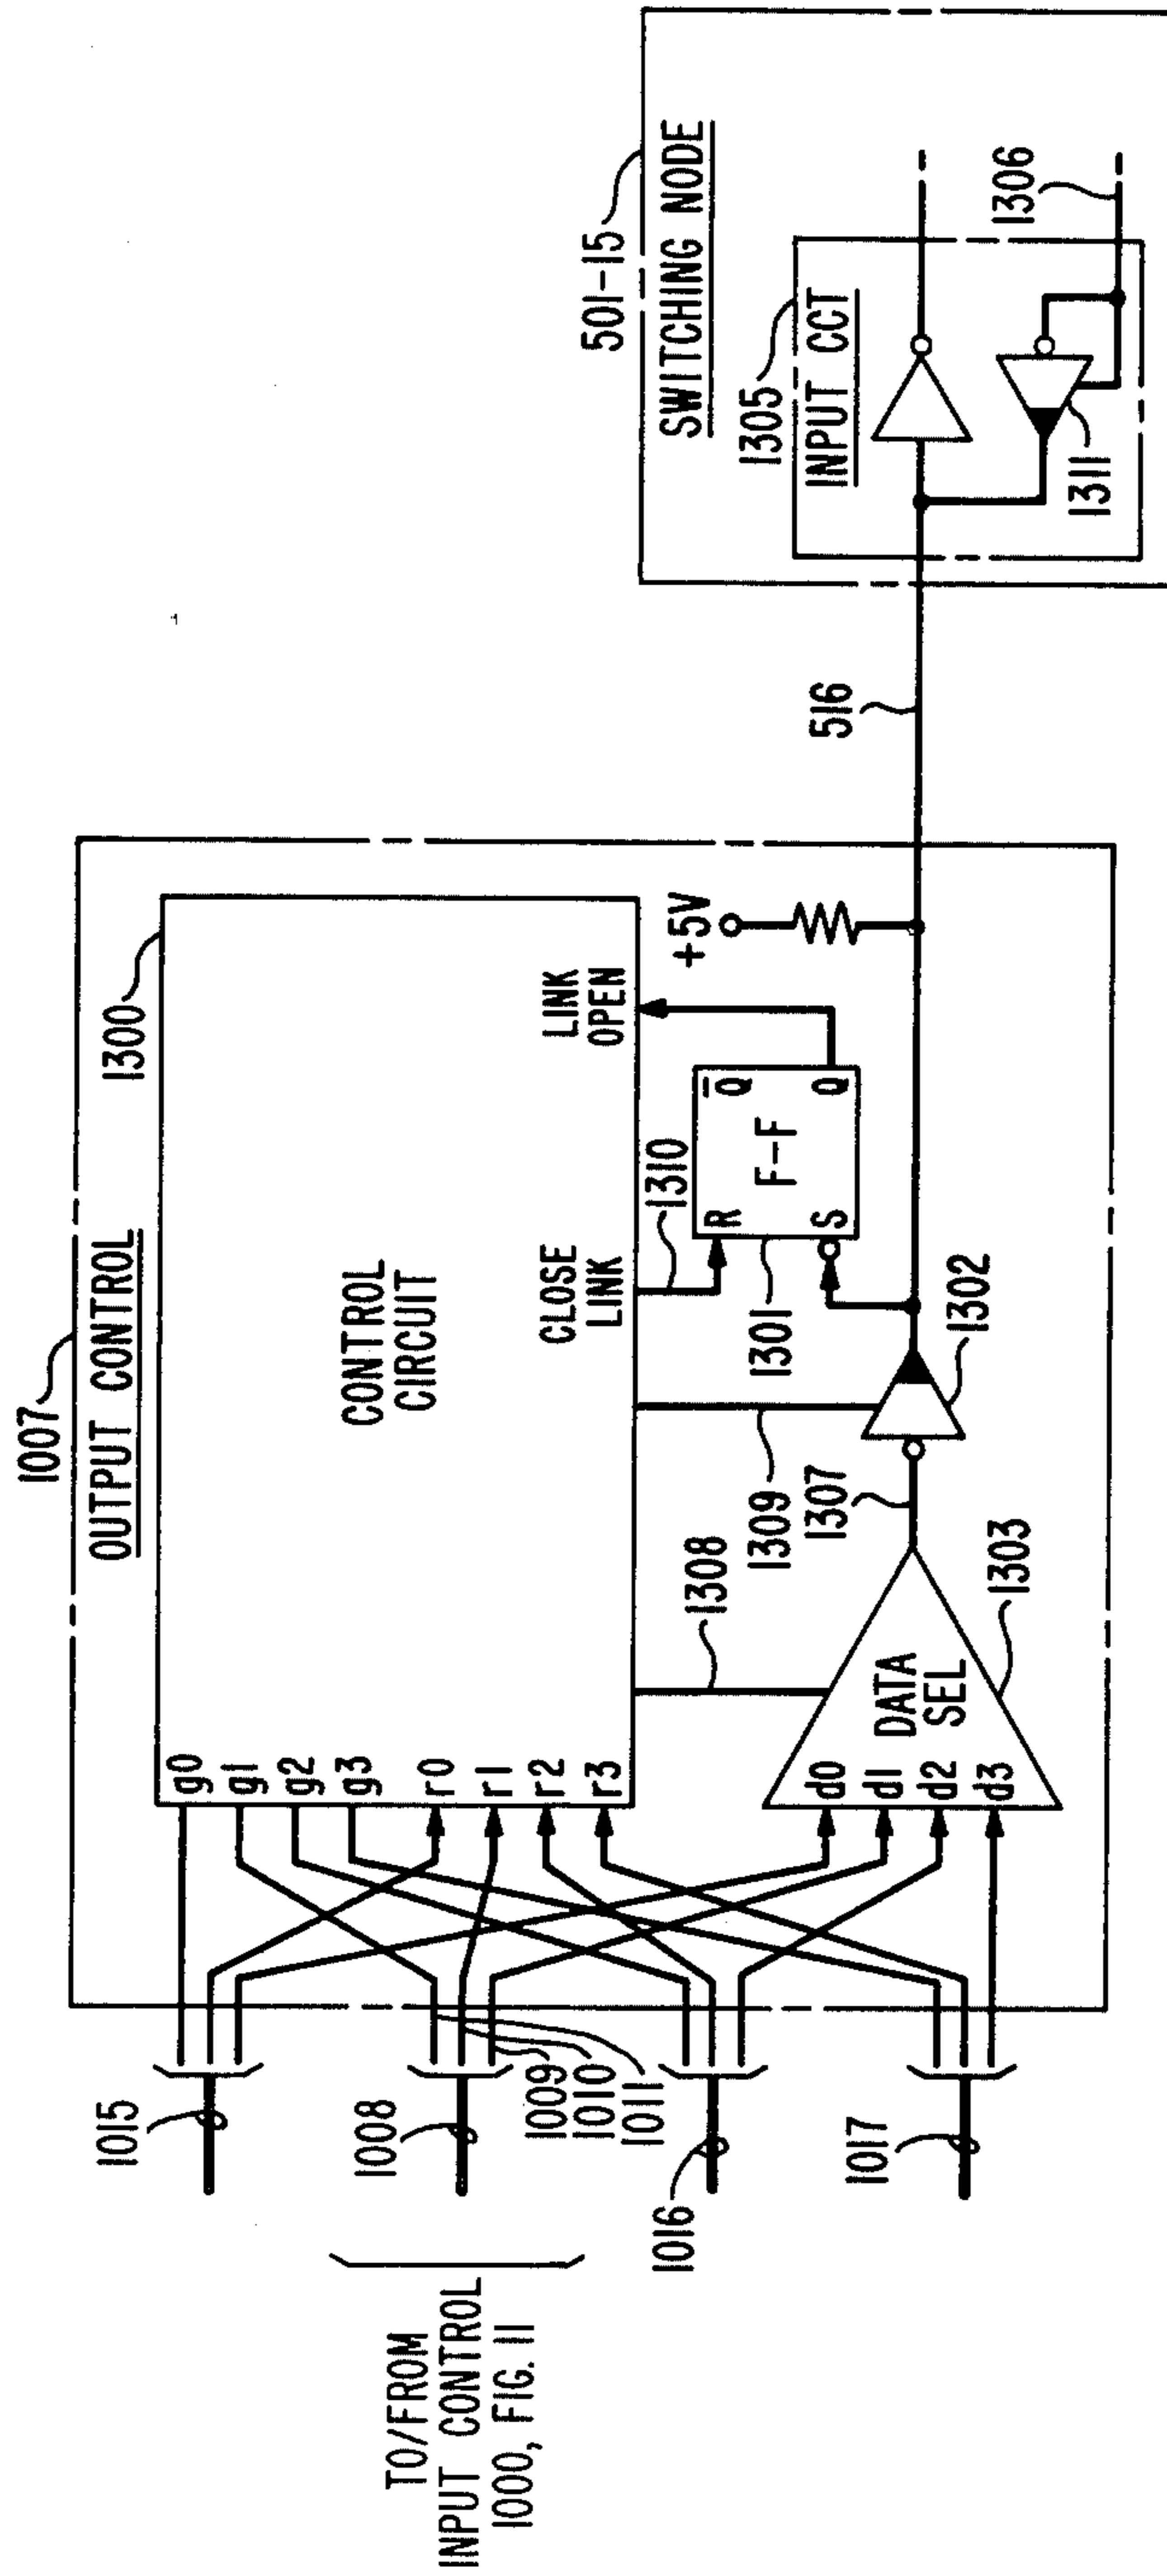 1007
OUTPUT CONTROL
1300
CONTROL
CIRCUIT
g0
g1
g2
g3
r0
r1
r2
r3
CLOSE
LINK
LINK
OPEN
1310
R
Q̅
F-F
S
Q
1301
+5V
1308
1309
1307
1302
DATA
SEL
d0
d1
d2
d3
1303
516
501-15
SWITCHING NODE
1305
INPUT CCT
1306
1311
1015
1008
1009
1010
1011
1016
1017
TO/FROM
INPUT CONTROL
1000, FIG. 11